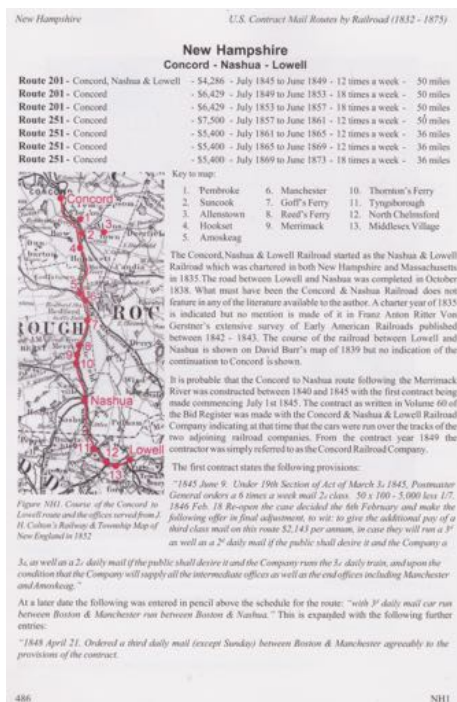 New Hampshire
U.S. Contract Mail Routes by Railroad (1832 - 1875)
New Hampshire
Concord - Nashua - Lowell
Route 201 - Concord, Nashua & Lowell - $4,286 - July 1845 to June 1849 - 12 times a week - 50 miles
Route 201 - Concord - $6,429 - July 1849 to June 1853 - 18 times a week - 50 miles
Route 201 - Concord - $6,429 - July 1853 to June 1857 - 18 times a week - 50 miles
Route 251 - Concord - $7,500 - July 1857 to June 1861 - 12 times a week - 50 miles
Route 251 - Concord - $5,400 - July 1861 to June 1865 - 12 times a week - 36 miles
Route 251 - Concord - $5,400 - July 1865 to June 1869 - 12 times a week - 36 miles
Route 251 - Concord - $5,400 - July 1869 to June 1873 - 18 times a week - 36 miles
Key to map:
1. Pembroke 6. Manchester 10. Thornton's Ferry
2. Suncook 7. Goff's Ferry 11. Tyngsborough
3. Allenstown 8. Reed's Ferry 12. North Chelmsford
4. Hookset 9. Merrimack 13. Middlesex Village
5. Amoskeag
Concord
1
3
2
4
5
ROC
ROUGH
8
9
10
Nashua
11
12
Lowell
13
Figure NH1. Course of the Concord to
Lowell route and the offices served from J.
H. Colton's Railway & Township Map of
New England in 1852
The Concord, Nashua & Lowell Railroad started as the Nashua & Lowell
Railroad which was chartered in both New Hampshire and Massachusetts
in 1835. The road between Lowell and Nashua was completed in October
1838. What must have been the Concord & Nashua Railroad does not
feature in any of the literature available to the author. A charter year of 1835
is indicated but no mention is made of it in Franz Anton Ritter Von
Gerstner's extensive survey of Early American Railroads published
between 1842 - 1843. The course of the railroad between Lowell and
Nashua is shown on David Burr's map of 1839 but no indication of the
continuation to Concord is shown.
It is probable that the Concord to Nashua route following the Merrimack
River was constructed between 1840 and 1845 with the first contract being
made commencing July 1st 1845. The contract as written in Volume 60 of
the Bid Register was made with the Concord & Nashua & Lowell Railroad
Company indicating at that time that the cars were run over the tracks of the
two adjoining railroad companies. From the contract year 1849 the
contractor was simply referred to as the Concord Railroad Company.
The first contract states the following provisions:
"1845 June 9. Under 19th Section of Act of March 3, 1845, Postmaster
General orders a 6 times a week mail 2 class. 50 x 100 - 5,000 less 1/7.
1846 Feb. 18 Re-open the case decided the 6th February and make the
following offer in final adjustment, to wit: to give the additional pay of a
third class mail on this route $2,143 per annum, in case they will run a 3d
as well as a 2d daily mail if the public shall desire it and the Company a
3, as well as a 2 daily mail if the public shall desire it and the Company runs the 3 daily train, and upon the
condition that the Company will supply all the intermediate offices as well as the end offices including Manchester
and Amoskeag."
At a later date the following was entered in pencil above the schedule for the route: "with 3d daily mail car run
between Boston & Manchester run between Boston & Nashua." This is expanded with the following further
entries:
"1848 April 21. Ordered a third daily mail (except Sunday) between Boston & Manchester agreeably to the
provisions of the contract.
486
NH1